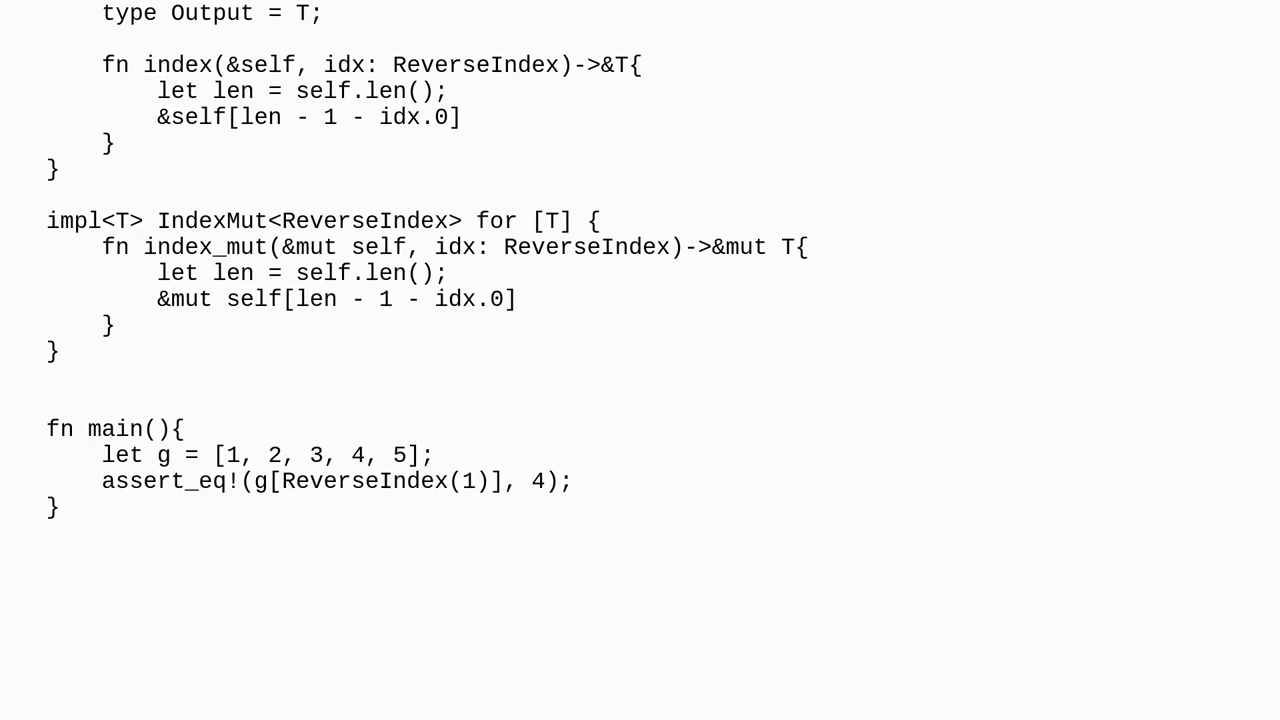 type Output = T;

    fn index(&self, idx: ReverseIndex)->&T{
        let len = self.len();
        &self[len - 1 - idx.0]
    }
}

impl<T> IndexMut<ReverseIndex> for [T] {
    fn index_mut(&mut self, idx: ReverseIndex)->&mut T{
        let len = self.len();
        &mut self[len - 1 - idx.0]
    }
}


fn main(){
    let g = [1, 2, 3, 4, 5];
    assert_eq!(g[ReverseIndex(1)], 4);
}